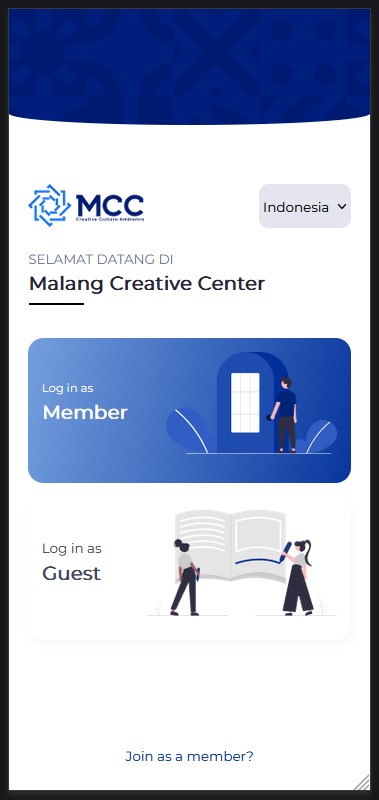 MCC
Creative Culture Ambience
Indonesia
SELAMAT DATANG DI
Malang Creative Center
Log in as
Member
Log in as
Guest
Join as a member?